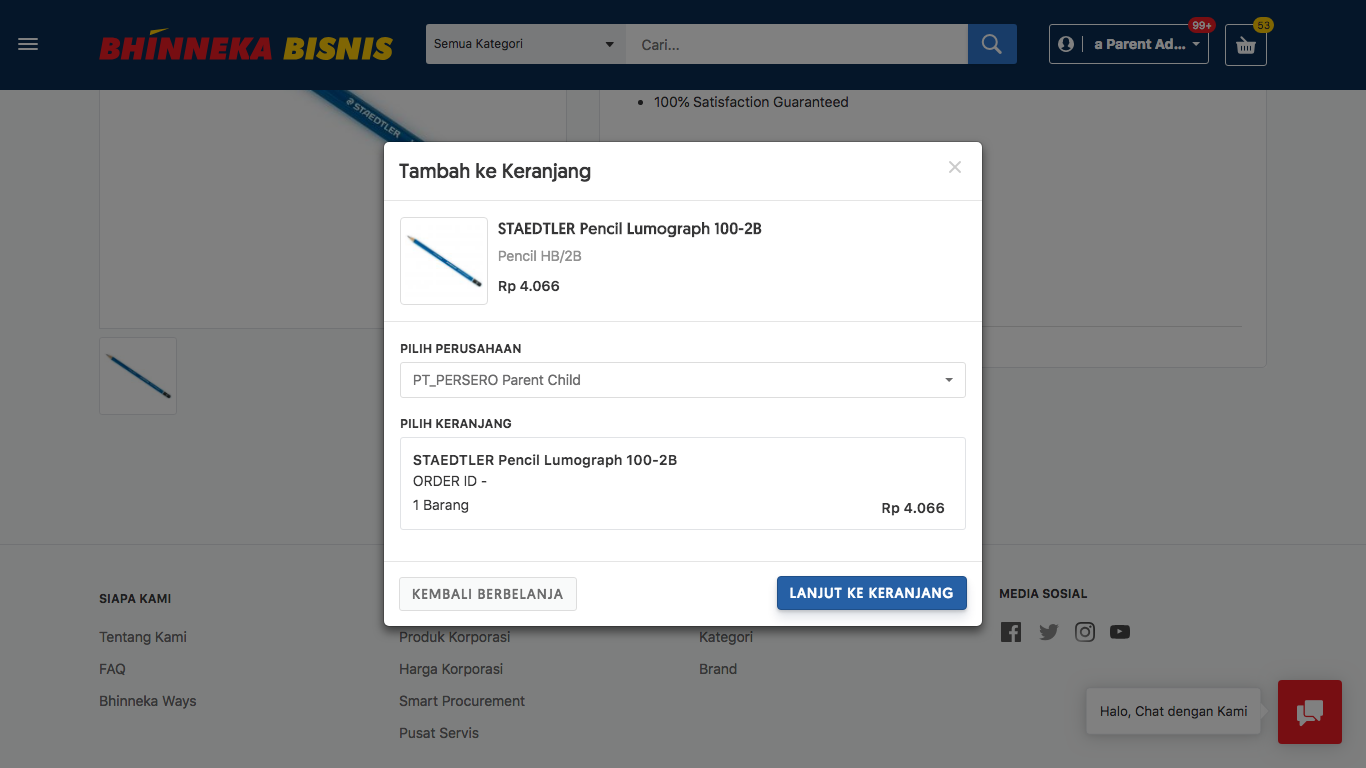 BHINNEKA BISNIS
Semua Kategori
Cari...
a Parent Ad...
99+
53
100% Satisfaction Guaranteed
STAEDTLER
Tambah ke Keranjang
STAEDTLER Pencil Lumograph 100-2B
Pencil HB/2B
Rp 4.066
PILIH PERUSAHAAN
PT_PERSERO Parent Child
PILIH KERANJANG
STAEDTLER Pencil Lumograph 100-2B
ORDER ID -
1 Barang
Rp 4.066
KEMBALI BERBELANJA
LANJUT KE KERANJANG
SIAPA KAMI
Tentang Kami
FAQ
Bhinneka Ways
Produk Korporasi
Harga Korporasi
Smart Procurement
Pusat Servis
Kategori
Brand
MEDIA SOSIAL
Halo, Chat dengan Kami